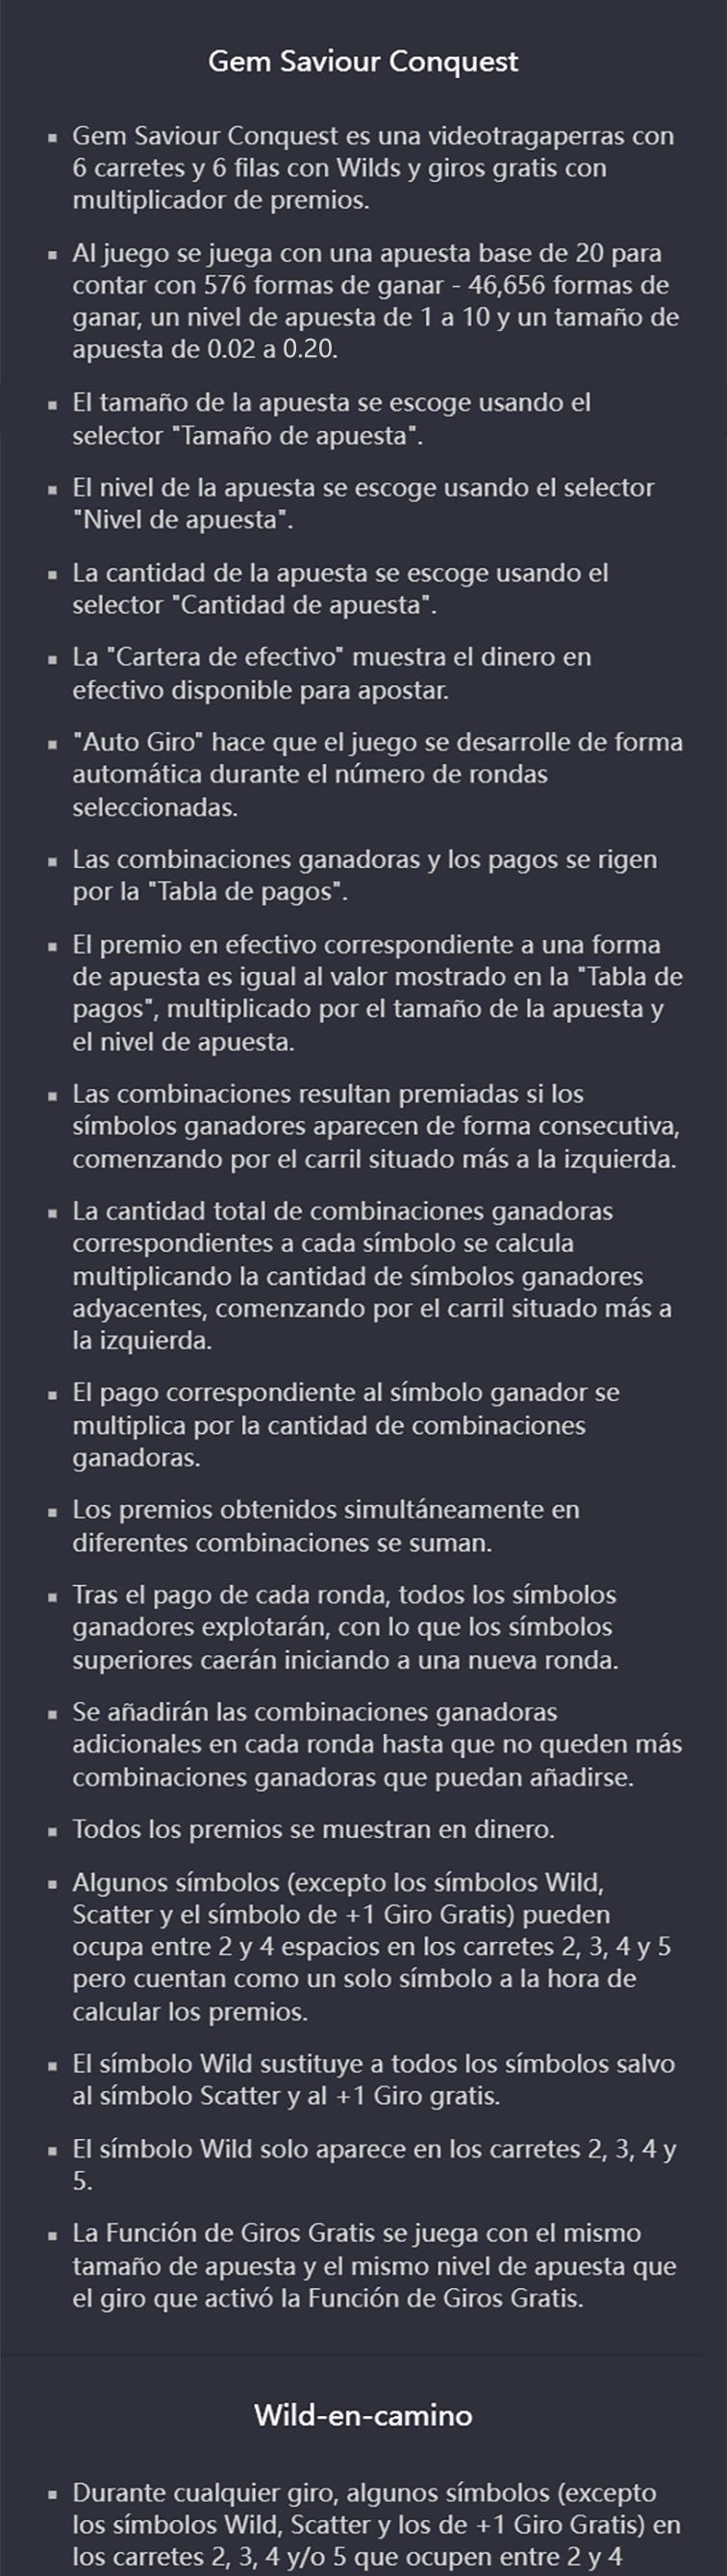 Gem Saviour Conquest
▪ Gem Saviour Conquest es una videotragaperras con
6 carretes y 6 filas con Wilds y giros gratis con
multiplicador de premios.
▪ Al juego se juega con una apuesta base de 20 para
contar con 576 formas de ganar - 46,656 formas de
ganar, un nivel de apuesta de 1 a 10 y un tamaño de
apuesta de 0.02 a 0.20.
▪ El tamaño de la apuesta se escoge usando el
selector "Tamaño de apuesta".
▪ El nivel de la apuesta se escoge usando el selector
"Nivel de apuesta".
▪ La cantidad de la apuesta se escoge usando el
selector "Cantidad de apuesta".
▪ La "Cartera de efectivo" muestra el dinero en
efectivo disponible para apostar.
▪ "Auto Giro" hace que el juego se desarrolle de forma
automática durante el número de rondas
seleccionadas.
▪ Las combinaciones ganadoras y los pagos se rigen
por la "Tabla de pagos".
▪ El premio en efectivo correspondiente a una forma
de apuesta es igual al valor mostrado en la "Tabla de
pagos", multiplicado por el tamaño de la apuesta y
el nivel de apuesta.
▪ Las combinaciones resultan premiadas si los
símbolos ganadores aparecen de forma consecutiva,
comenzando por el carril situado más a la izquierda.
▪ La cantidad total de combinaciones ganadoras
correspondientes a cada símbolo se calcula
multiplicando la cantidad de símbolos ganadores
adyacentes, comenzando por el carril situado más a
la izquierda.
▪ El pago correspondiente al símbolo ganador se
multiplica por la cantidad de combinaciones
ganadoras.
▪ Los premios obtenidos simultáneamente en
diferentes combinaciones se suman.
▪ Tras el pago de cada ronda, todos los símbolos
ganadores explotarán, con lo que los símbolos
superiores caerán iniciando a una nueva ronda.
▪ Se añadirán las combinaciones ganadoras
adicionales en cada ronda hasta que no queden más
combinaciones ganadoras que puedan añadirse.
▪ Todos los premios se muestran en dinero.
▪ Algunos símbolos (excepto los símbolos Wild,
Scatter y el símbolo de +1 Giro Gratis) pueden
ocupa entre 2 y 4 espacios en los carretes 2, 3, 4 y 5
pero cuentan como un solo símbolo a la hora de
calcular los premios.
▪ El símbolo Wild sustituye a todos los símbolos salvo
al símbolo Scatter y al +1 Giro gratis.
▪ El símbolo Wild solo aparece en los carretes 2, 3, 4 y
5.
▪ La Función de Giros Gratis se juega con el mismo
tamaño de apuesta y el mismo nivel de apuesta que
el giro que activó la Función de Giros Gratis.
Wild-en-camino
▪ Durante cualquier giro, algunos símbolos (excepto
los símbolos Wild, Scatter y los de +1 Giro Gratis) en
los carretes 2, 3, 4 y/o 5 que ocupen entre 2 y 4